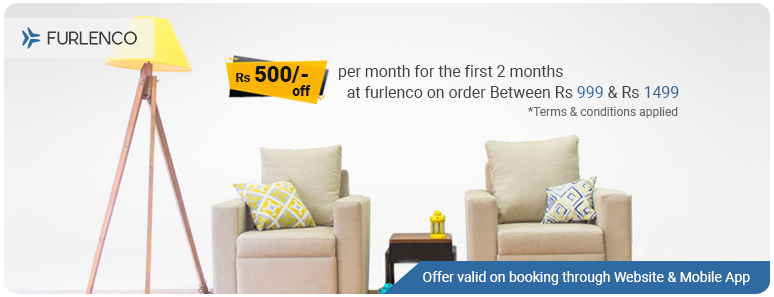 FURLENCO
Rs 500/-
off
per month for the first 2 months
at furlenco on order Between Rs 999 & Rs 1499
*Terms & conditions applied
Offer valid on booking through Website & Mobile App